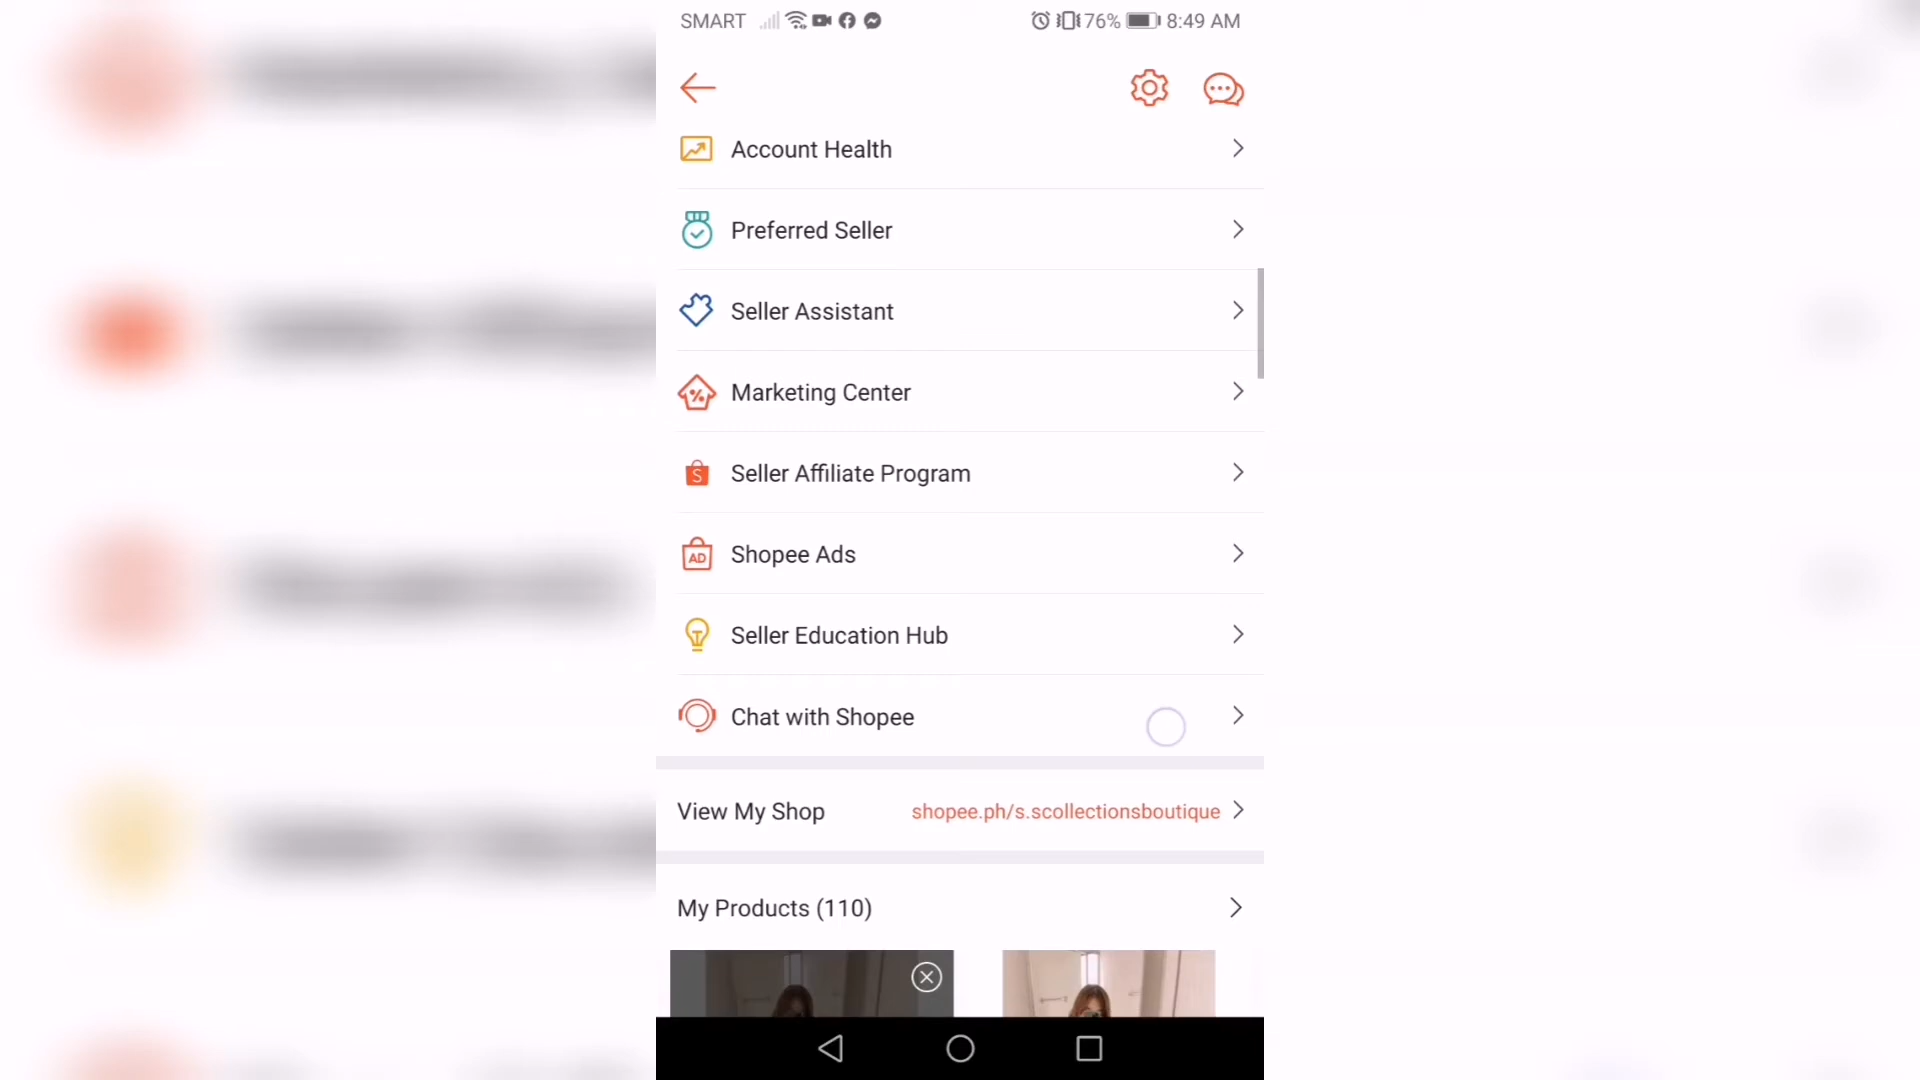 SMART 76% 8:49 AM
Account Health
Preferred Seller
Seller Assistant
Marketing Center
Seller Affiliate Program
AD Shopee Ads
Seller Education Hub
Chat with Shopee
View My Shop shopee.ph/s.scollectionsboutique
My Products (110)